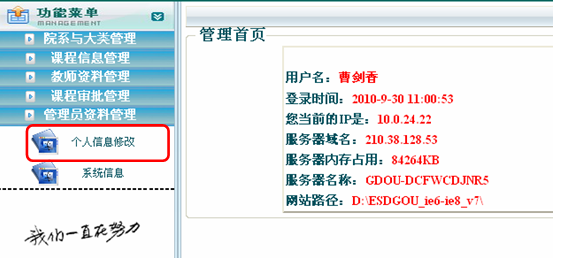 功能菜单
MANAGEMENT
院系与大类管理
课程信息管理
教师资料管理
课程审批管理
管理员资料管理
个人信息修改
系统信息
我们一直在努力
管理首页
用户名：曹剑香
登录时间：2010-9-30 11:00:53
您当前的IP是：10.0.24.22
服务器域名：210.38.128.53
服务器内存占用：84264KB
服务器名称：GDOU-DCFWCDJNR5
网站路径：D:\ESDGOU_ie6-ie8_v7\